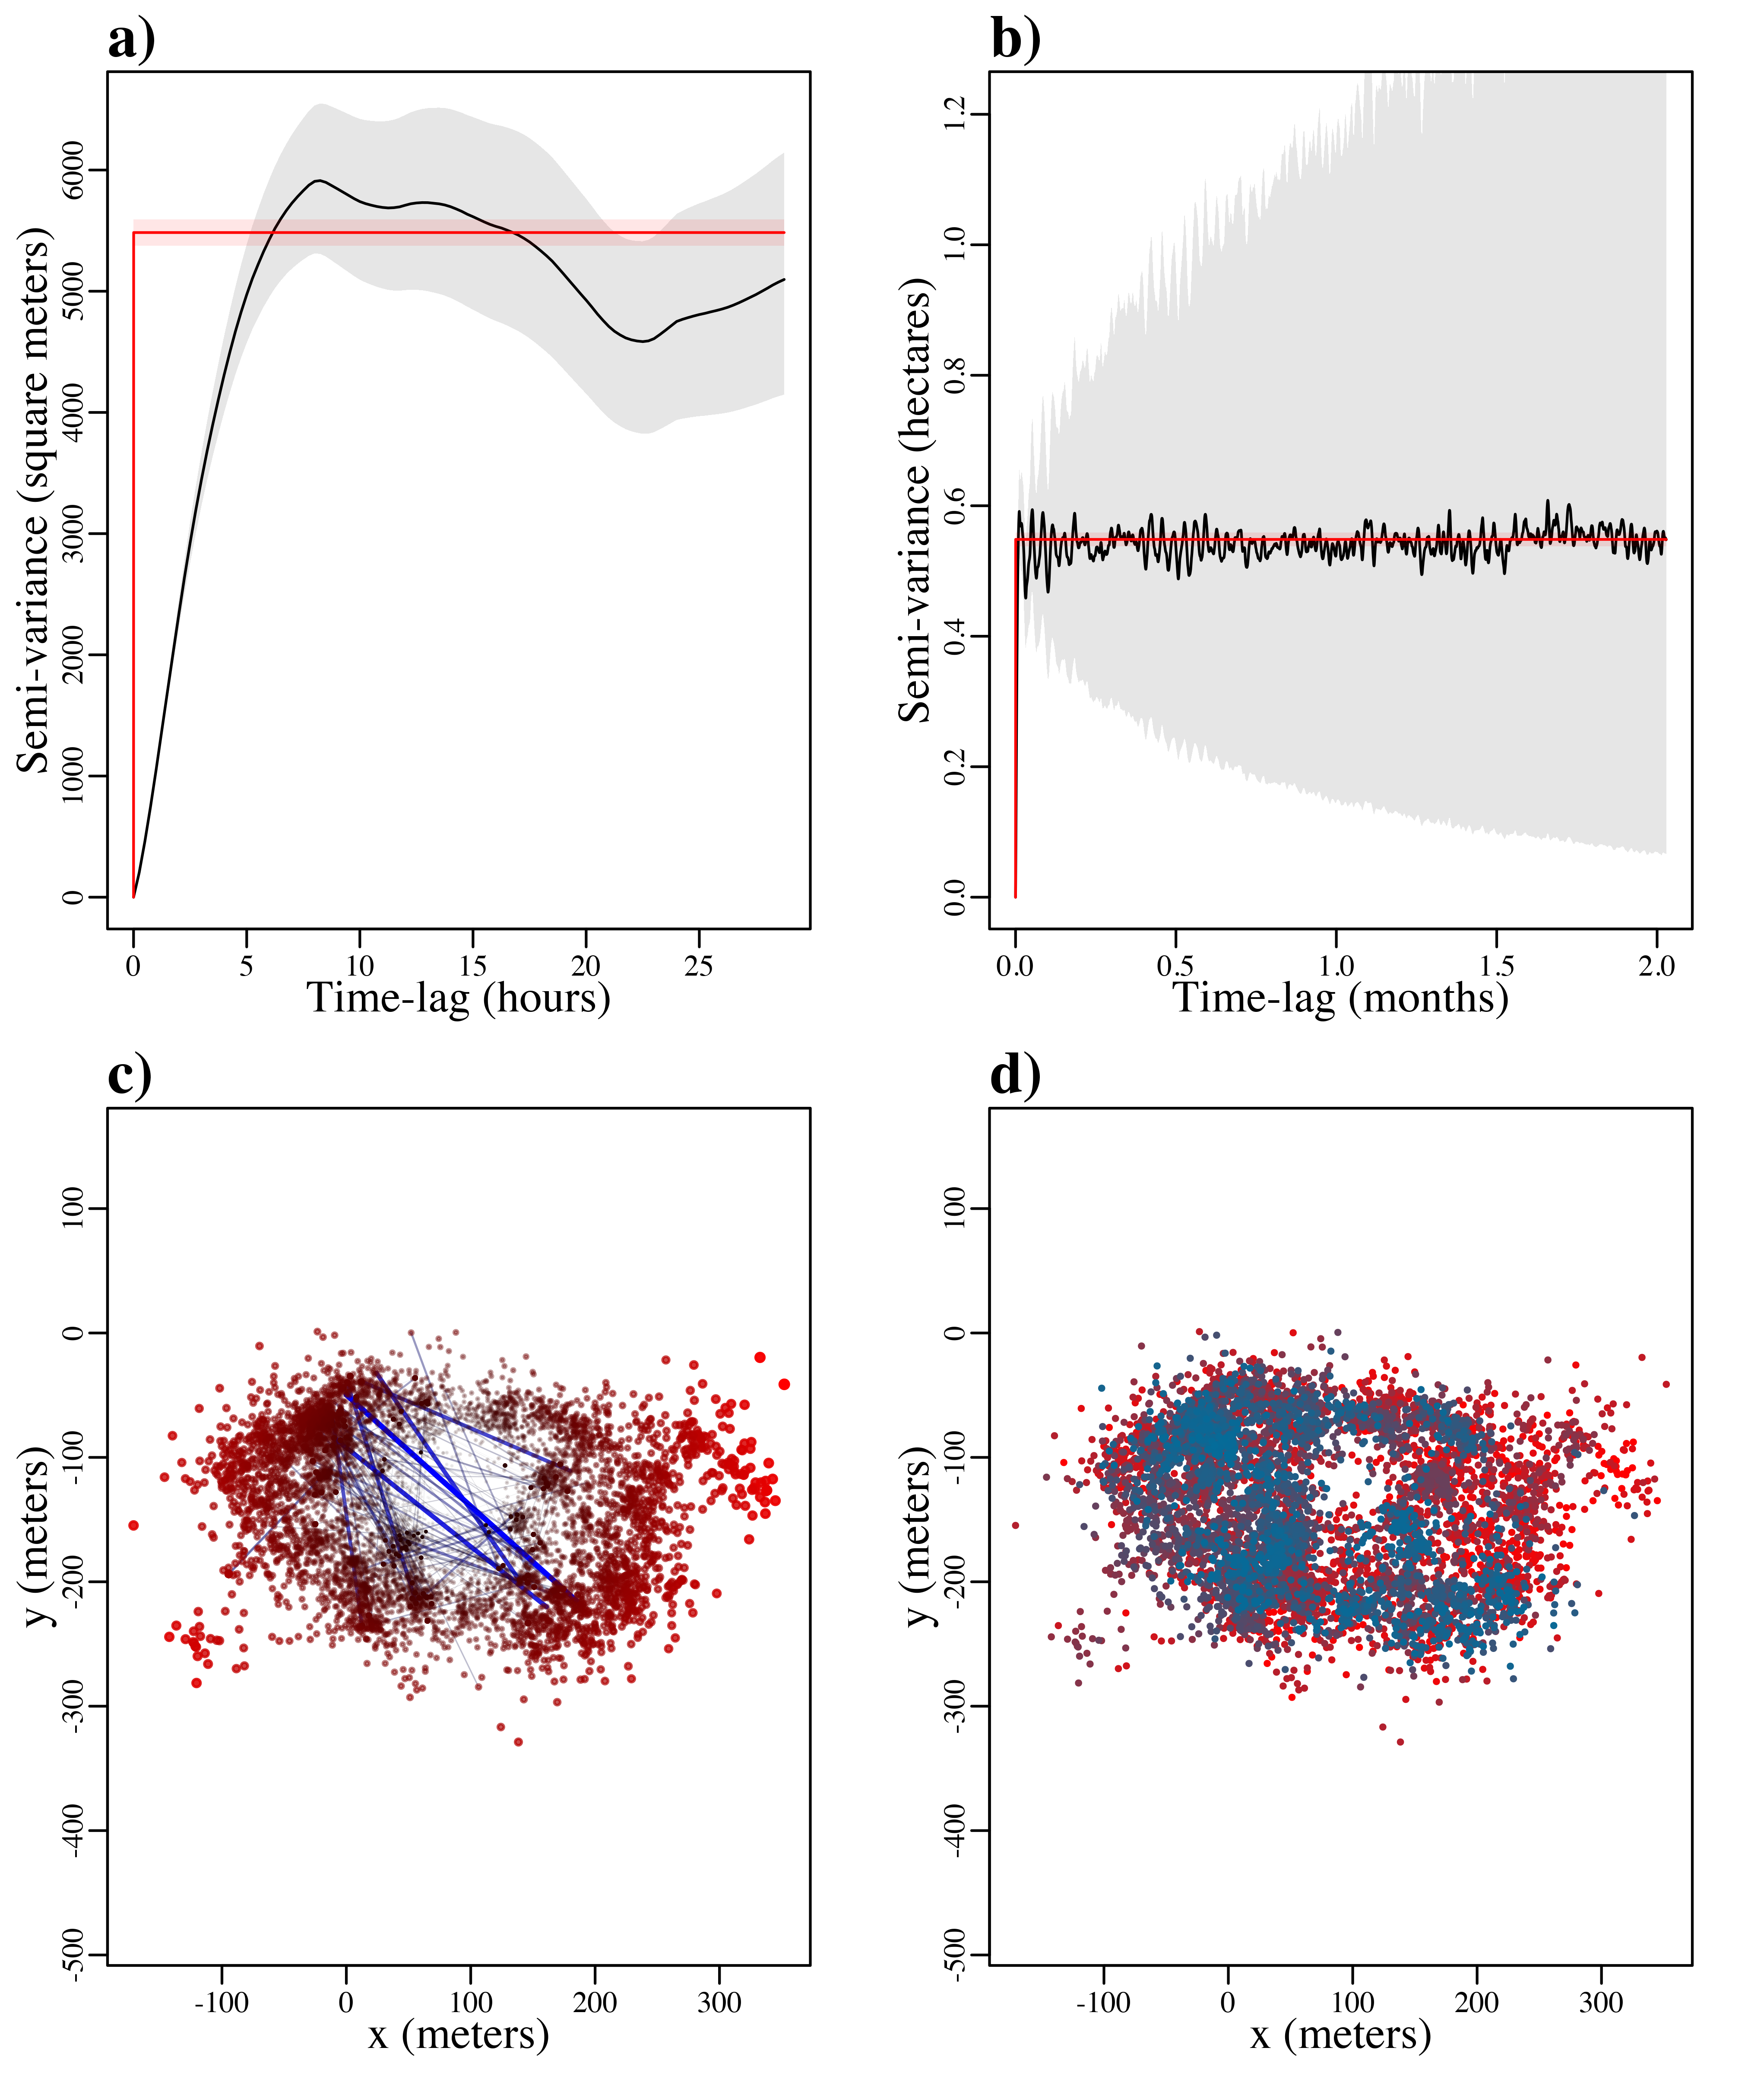 a)
Semi-variance (square meters)
6000
5000
4000
3000
2000
1000
0
0 5 10 15 20 25
Time-lag (hours)
b)
Semi-variance (hectares)
1.2
1.0
0.8
0.6
0.4
0.2
0.0
0.0 0.5 1.0 1.5 2.0
Time-lag (months)
c)
y (meters)
100
0
-100
-200
-300
-400
-500
-100 0 100 200 300
x (meters)
d)
y (meters)
100
0
-100
-200
-300
-400
-500
-100 0 100 200 300
x (meters)